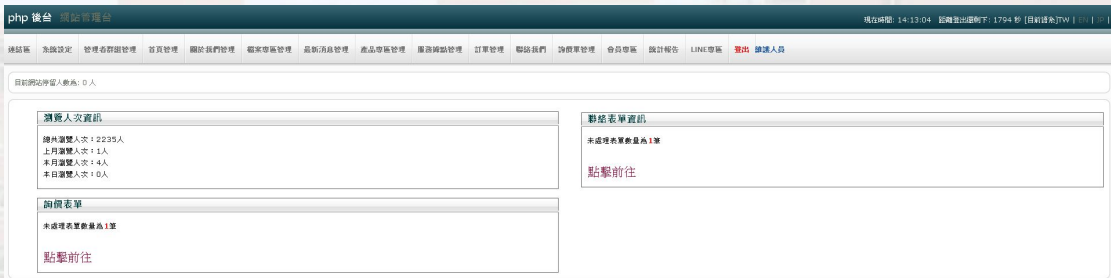 php 後台 網站管理台
現在時間: 14:13:04 距離登出還剩下: 1794 秒 [目前語系]TW | EN | JP |
連結區 系統設定 管理者群組管理 首頁管理 關於我們管理 檔案專區管理 最新消息管理 產品專區管理 服務據點管理 訂單管理 聯絡我們 詢價單管理 會員專區 統計報告 LINE專區 登出 維護人員
目前網站停留人數為: 0 人
瀏覽人次資訊
總共瀏覽人次：2235人
上月瀏覽人次：1人
本月瀏覽人次：4人
本日瀏覽人次：0人
聯絡表單資訊
未處理表單數量為1筆
點擊前往
詢價表單
未處理表單數量為1筆
點擊前往